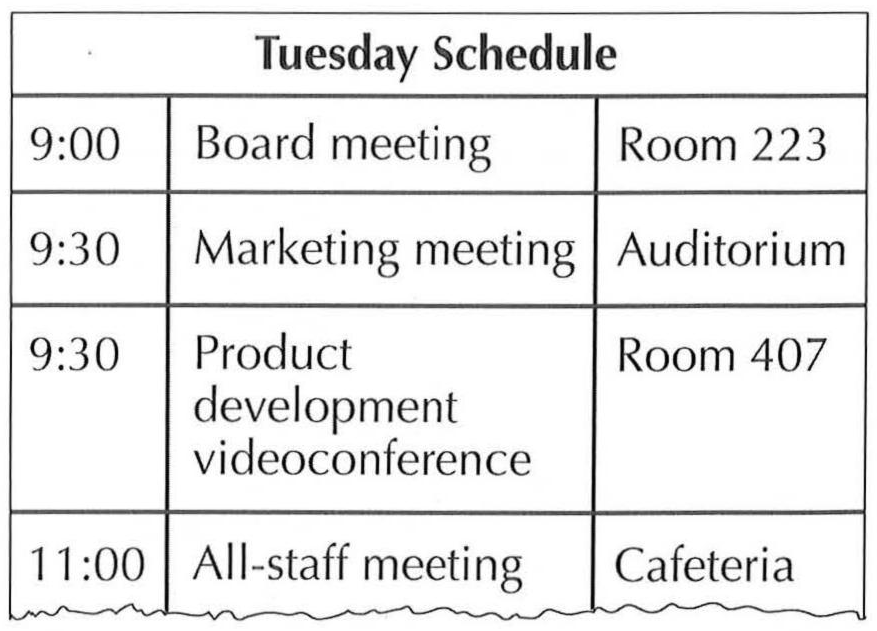 Tuesday Schedule
9:00 Board meeting Room 223
9:30 Marketing meeting Auditorium
9:30 Product Room 407
development
videoconference
11:00 All-staff meeting Cafeteria